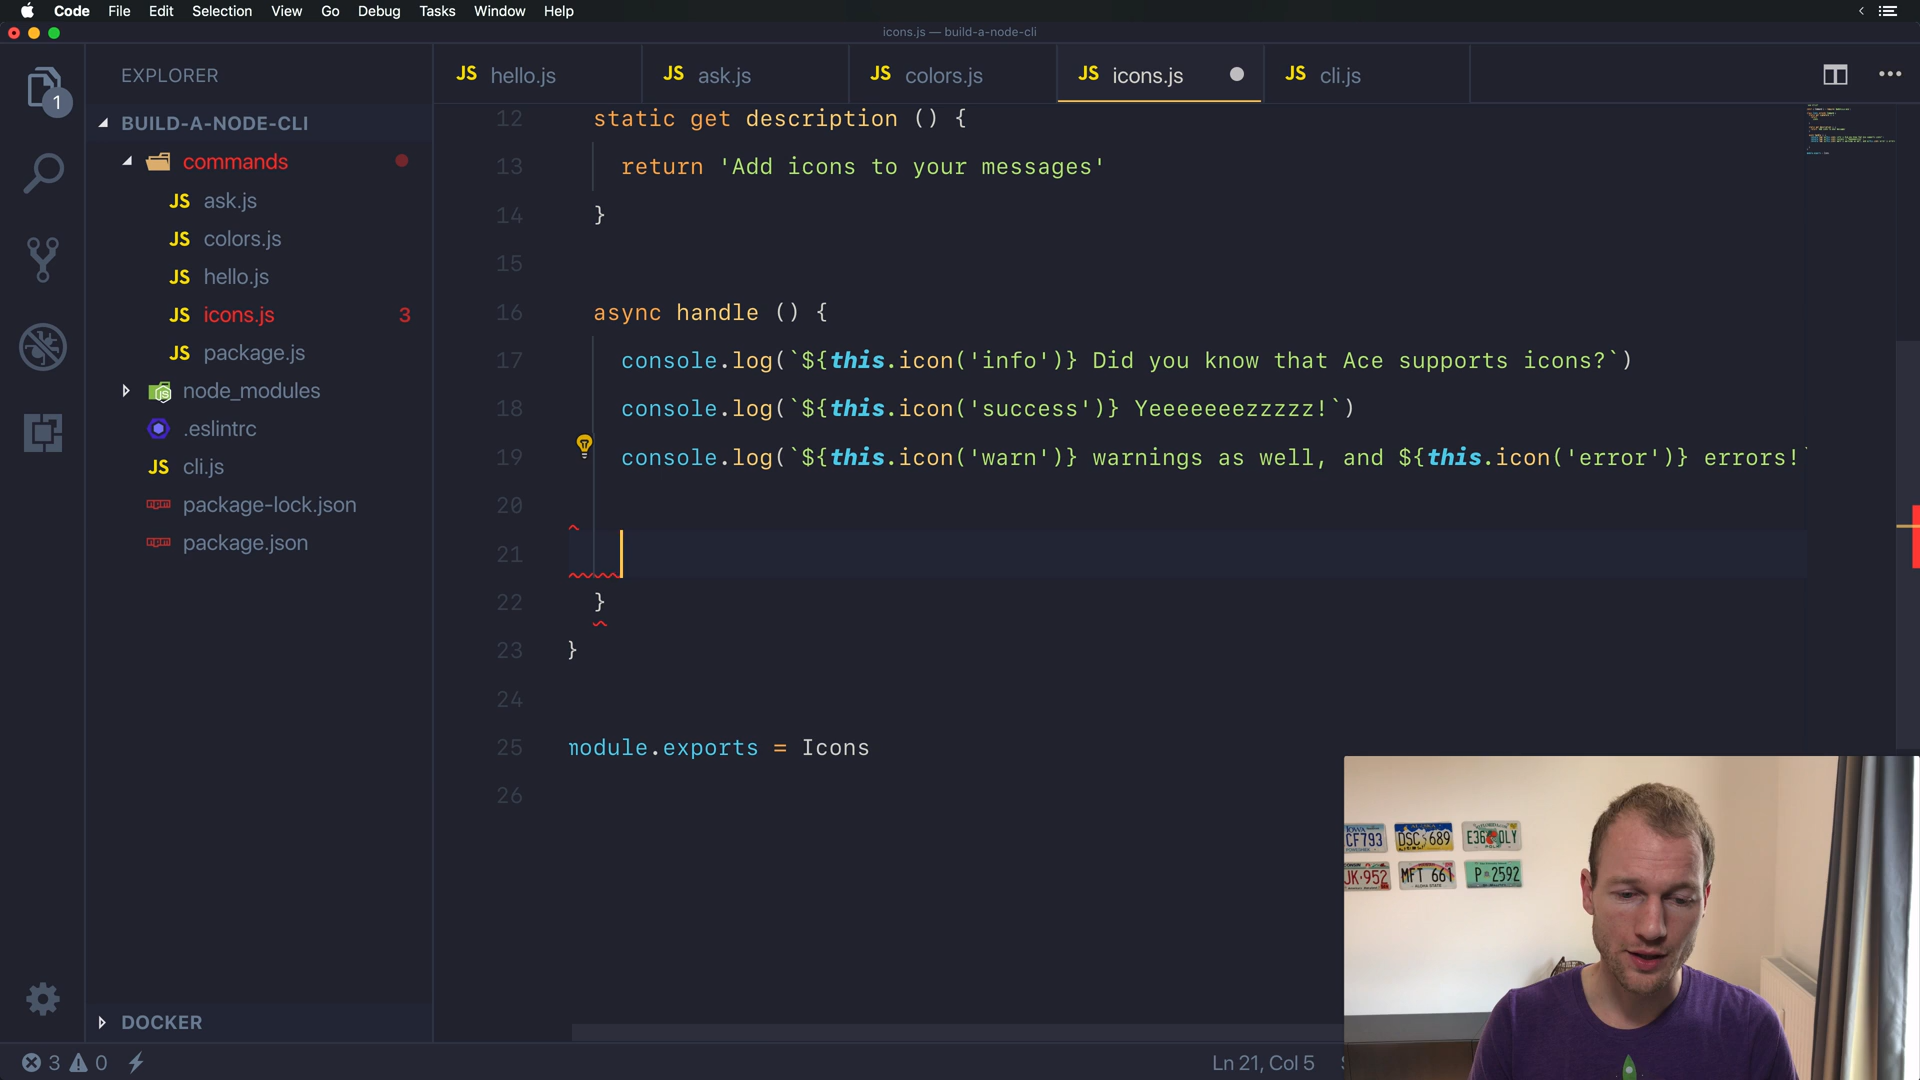 Code File Edit Selection View Go Debug Tasks Window Help
icons.js — build-a-node-cli
1
EXPLORER
BUILD-A-NODE-CLI
commands
JS ask.js
JS colors.js
JS hello.js
JS icons.js 3
JS package.js
node_modules
.eslintrc
JS cli.js
package-lock.json
package.json
DOCKER
JS hello.js JS ask.js JS colors.js JS icons.js JS cli.js
12 static get description () {
13 return 'Add icons to your messages'
14 }
15
16 async handle () {
17 console.log(`${this.icon('info')} Did you know that Ace supports icons?`)
18 console.log(`${this.icon('success')} Yeeeeeeezzzzz!`)
19 console.log(`${this.icon('warn')} warnings as well, and ${this.icon('error')} errors!`
20
21
22 }
23 }
24
25 module.exports = Icons
26
CF793 DSC 689
UK·952 MFT 661 P 2592
3 0 Ln 21, Col 5